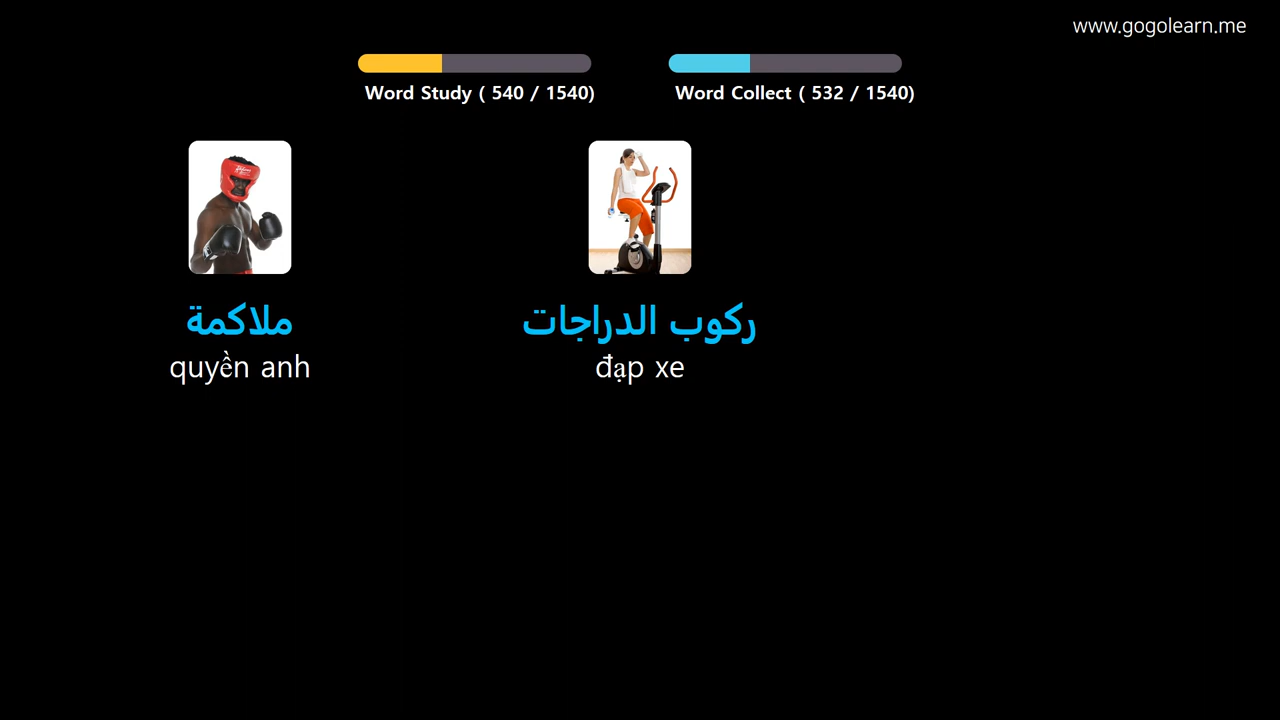 www.gogolearn.me
Word Study ( 540 / 1540)
Word Collect ( 532 / 1540)
ملاكمة
quyền anh
ركوب الدراجات
đạp xe